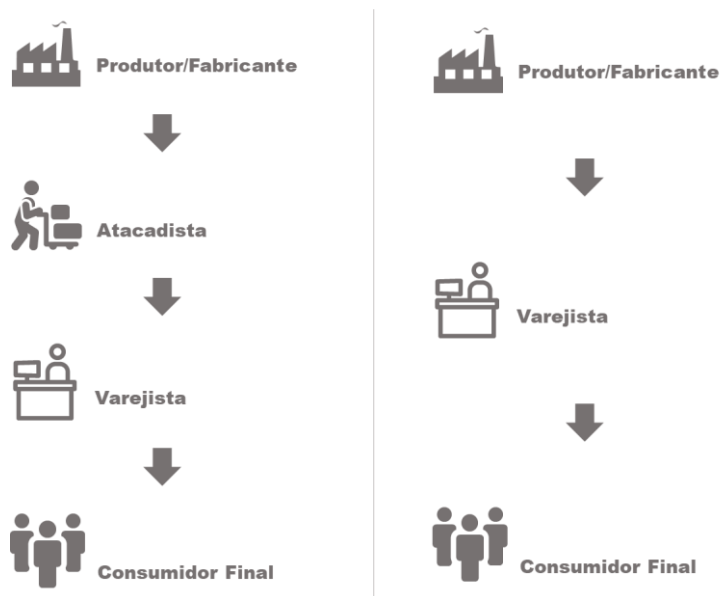 Produtor/Fabricante
Atacadista
Varejista
Consumidor Final
Produtor/Fabricante
Varejista
Consumidor Final